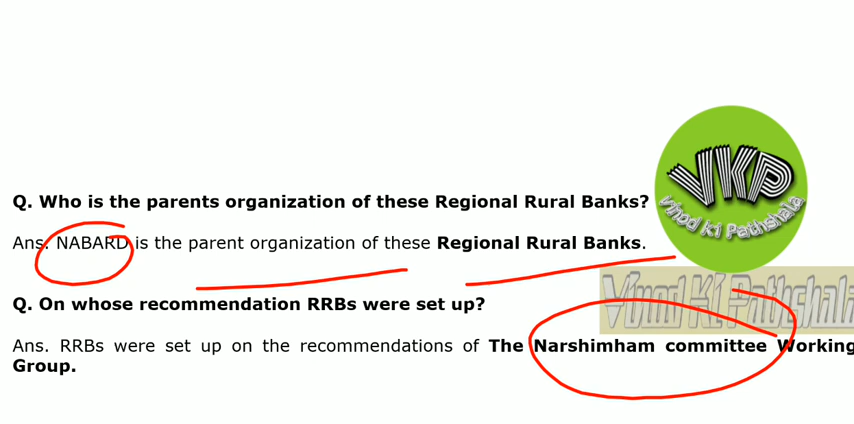 VKP
Vinod ki Pathshala
Q. Who is the parents organization of these Regional Rural Banks?
Ans. NABARD is the parent organization of these Regional Rural Banks.
Vinod Ki Pathshala
Q. On whose recommendation RRBs were set up?
Ans. RRBs were set up on the recommendations of The Narshimham committee Working
Group.